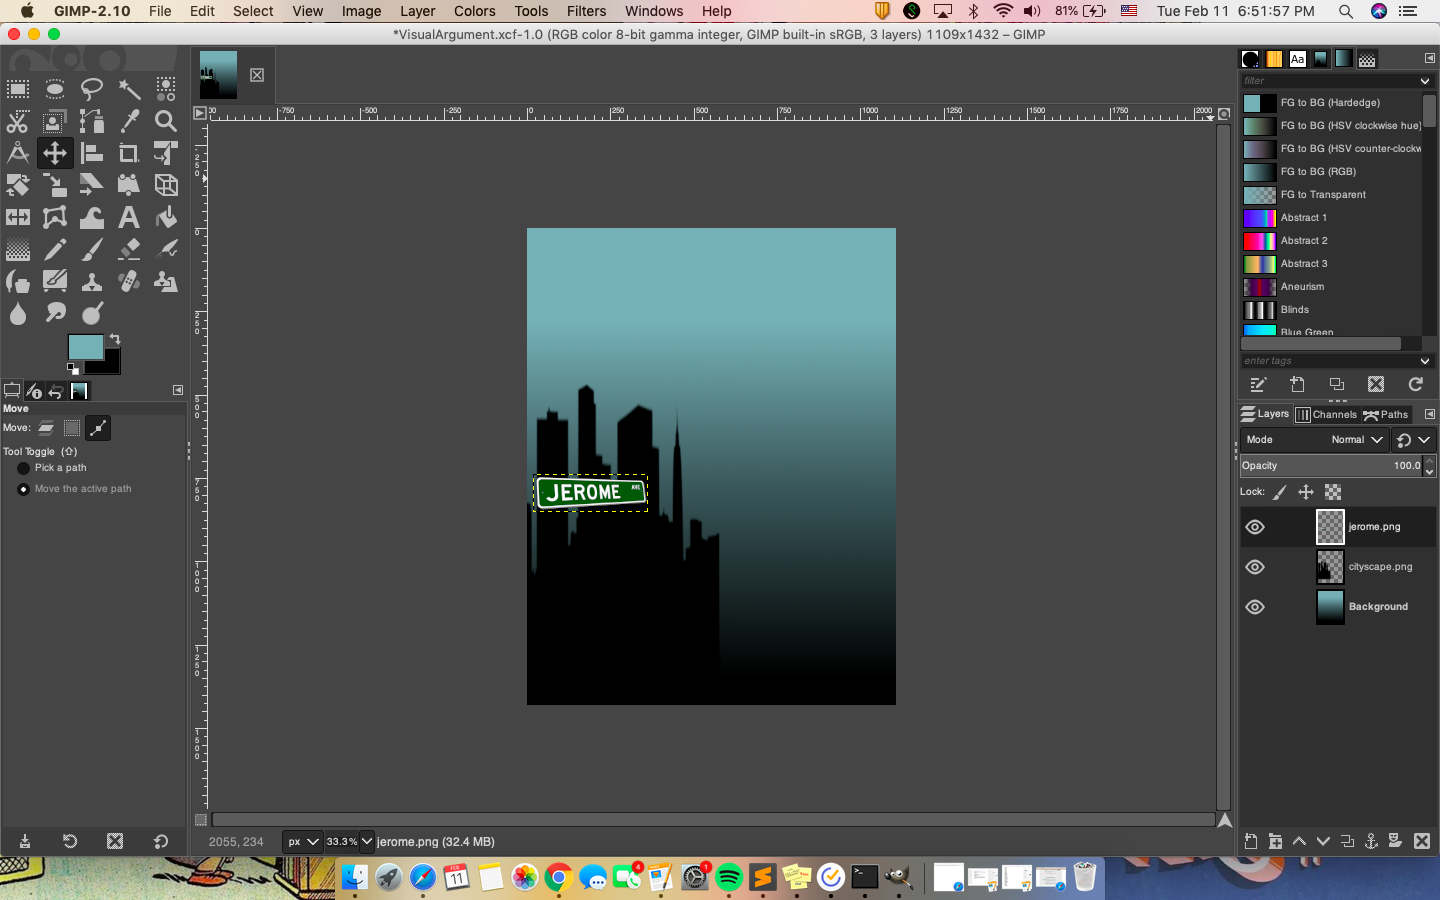 GIMP-2.10 File Edit Select View Image Layer Colors Tools Filters Windows Help 81% Tue Feb 11 6:51:57 PM
*VisualArgument.xcf-1.0 (RGB color 8-bit gamma integer, GIMP built-in sRGB, 3 layers) 1109x1432 – GIMP
-750 -500 -250 0 250 500 750 1000 1250 1500 1750 2000
Aa
filter
FG to BG (Hardedge)
FG to BG (HSV clockwise hue)
FG to BG (HSV counter-clockw
FG to BG (RGB)
FG to Transparent
Abstract 1
Abstract 2
Abstract 3
Aneurism
Blinds
Blue Green
enter tags
Move
Move:
Tool Toggle (⇧)
Pick a path
Move the active path
JEROME AVE
Layers Channels Paths
Mode Normal
Opacity 100.0
Lock:
jerome.png
cityscape.png
Background
2055, 234 px 33.3% jerome.png (32.4 MB)
FEB
11
4
1